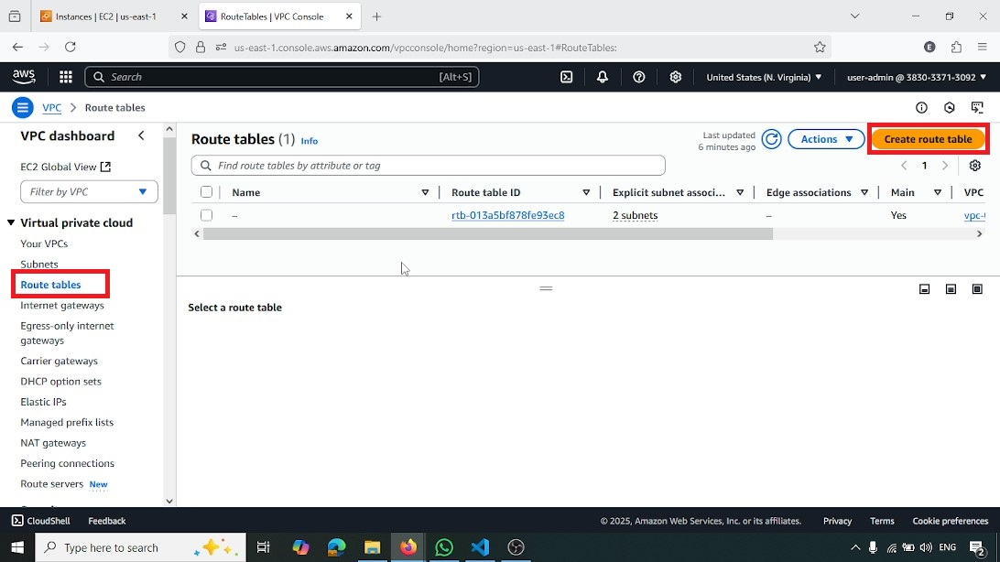 Instances | EC2 | us-east-1
RouteTables | VPC Console
us-east-1.console.aws.amazon.com/vpcconsole/home?region=us-east-1#RouteTables:
E
aws
Search
[Alt+S]
United States (N. Virginia)
user-admin @ 3830-3371-3092
VPC
Route tables
VPC dashboard
EC2 Global View
Filter by VPC
Virtual private cloud
Your VPCs
Subnets
Route tables
Internet gateways
Egress-only internet
gateways
Carrier gateways
DHCP option sets
Elastic IPs
Managed prefix lists
NAT gateways
Peering connections
Route servers New
Route tables (1) Info
Last updated
6 minutes ago
Actions
Create route table
Find route tables by attribute or tag
1
Name
Route table ID
Explicit subnet associ...
Edge associations
Main
VPC
–
rtb-013a5bf878fe93ec8
2 subnets
–
Yes
Select a route table
CloudShell
Feedback
© 2025, Amazon Web Services, Inc. or its affiliates.
Privacy
Terms
Cookie preferences
Type here to search
ENG
2